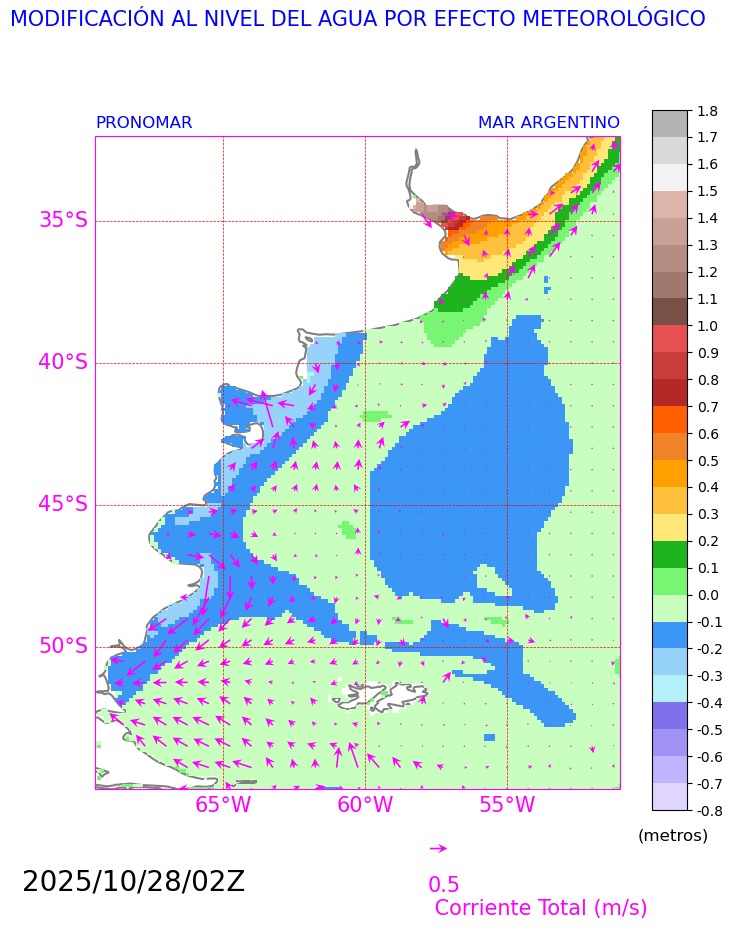 MODIFICACIÓN AL NIVEL DEL AGUA POR EFECTO METEOROLÓGICO
PRONOMAR MAR ARGENTINO
35°S
40°S
45°S
50°S
65°W 60°W 55°W
1.8
1.7
1.6
1.5
1.4
1.3
1.2
1.1
1.0
0.9
0.8
0.7
0.6
0.5
0.4
0.3
0.2
0.1
0.0
-0.1
-0.2
-0.3
-0.4
-0.5
-0.6
-0.7
-0.8
(metros)
2025/10/28/02Z
0.5
Corriente Total (m/s)